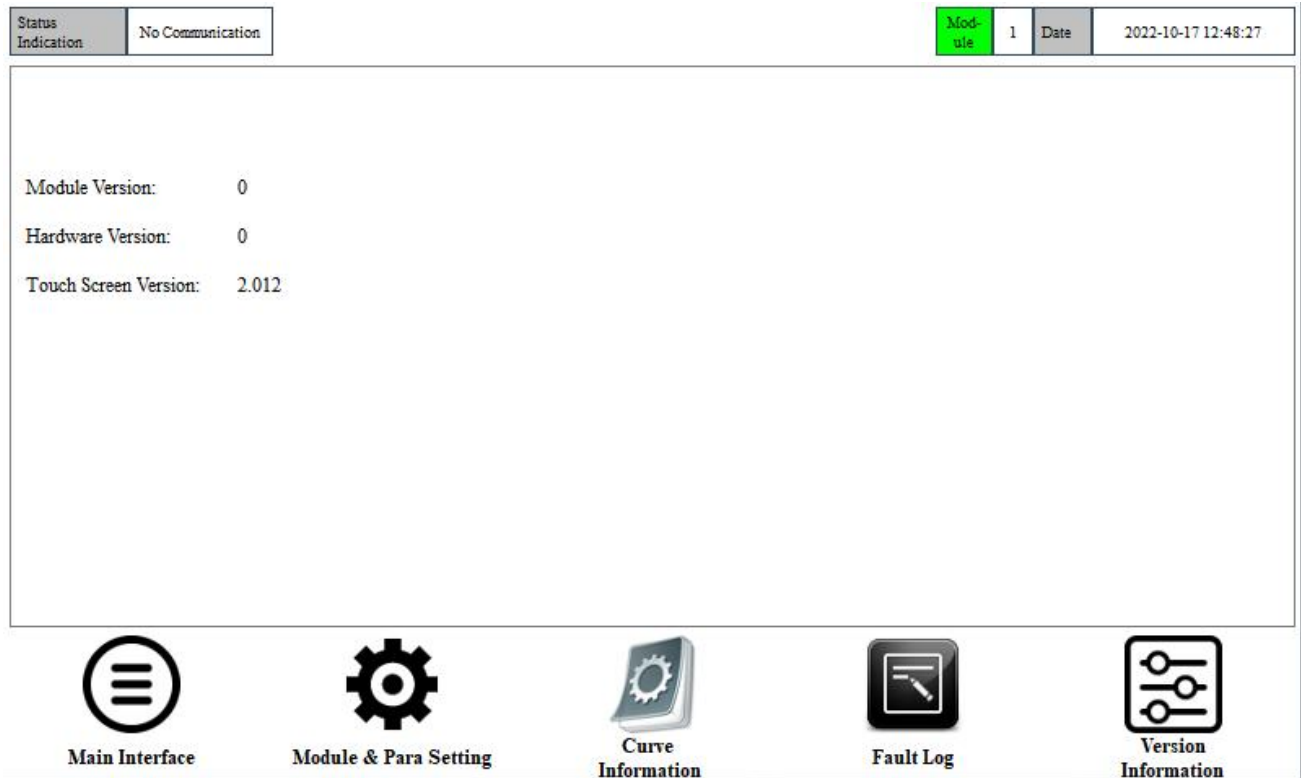 Status
Indication
No Communication
Mod-
ule
1
Date
2022-10-17 12:48:27
Module Version: 0
Hardware Version: 0
Touch Screen Version: 2.012
Main Interface
Module & Para Setting
Curve
Information
Fault Log
Version
Information